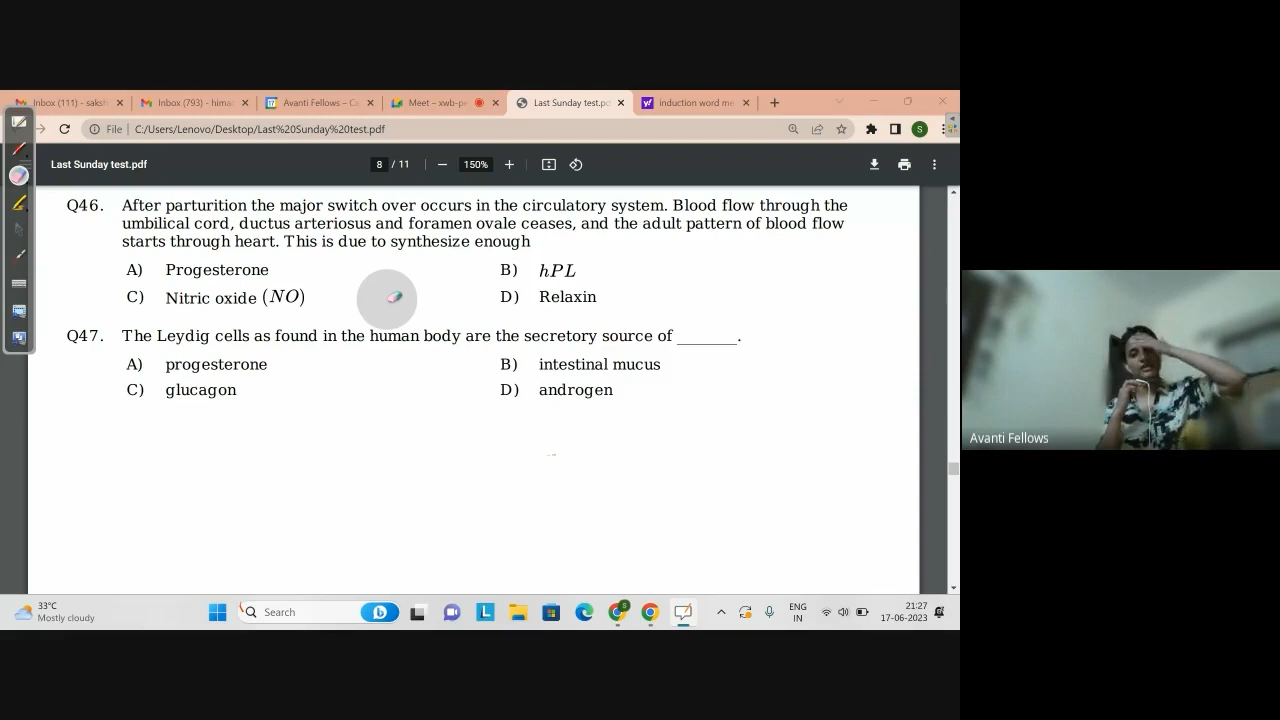 Inbox (111) - saksh
Inbox (793) - hima
Avanti Fellows – C
Meet – xwb-p
Last Sunday test.pd
induction word me
File
C:/Users/Lenovo/Desktop/Last%20Sunday%20test.pdf
S
Last Sunday test.pdf
8 / 11
150%
Q46. After parturition the major switch over occurs in the circulatory system. Blood flow through the
umbilical cord, ductus arteriosus and foramen ovale ceases, and the adult pattern of blood flow
starts through heart. This is due to synthesize enough
A) Progesterone B) hPL
C) Nitric oxide (NO) D) Relaxin
Q47. The Leydig cells as found in the human body are the secretory source of _______.
A) progesterone B) intestinal mucus
C) glucagon D) androgen
Avanti Fellows
33°C
Mostly cloudy
Search
ENG
IN
21:27
17-06-2023